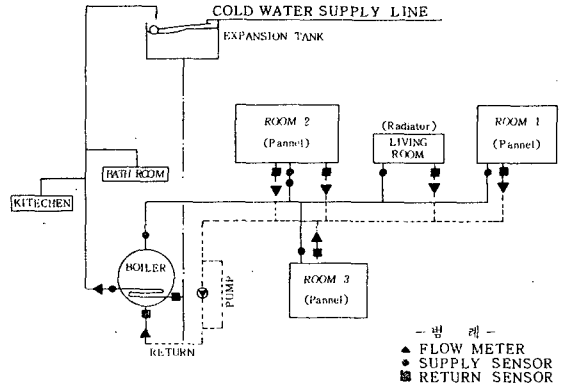 COLD WATER SUPPLY LINE
EXPANSION TANK
ROOM 2
(Pannel)
(Radiator)
LIVING
ROOM
ROOM 1
(Pannel)
BATH ROOM
KITECHEN
BOILER
ROOM 3
(Pannel)
PUMP
RETURN
- 범 례 -
▲ FLOW METER
● SUPPLY SENSOR
■ RETURN SENSOR